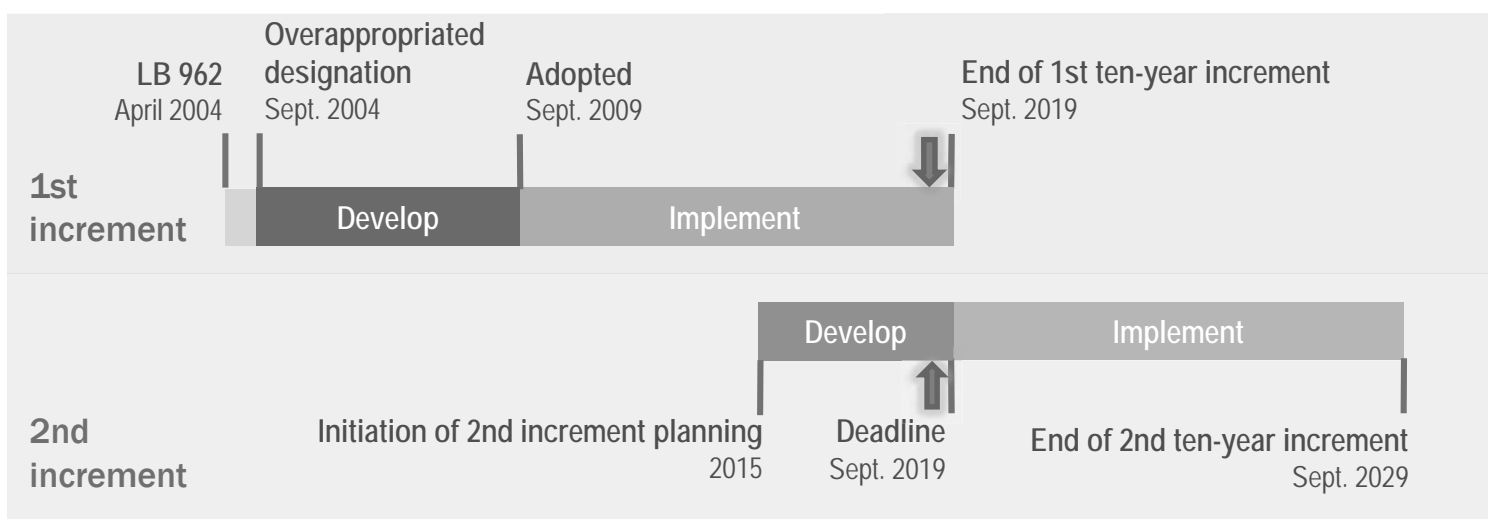 Overappropriated
designation
Sept. 2004
LB 962
April 2004
Adopted
Sept. 2009
End of 1st ten-year increment
Sept. 2019
1st
increment
Develop
Implement
Develop
Implement
2nd
increment
Initiation of 2nd increment planning
2015
Deadline
Sept. 2019
End of 2nd ten-year increment
Sept. 2029